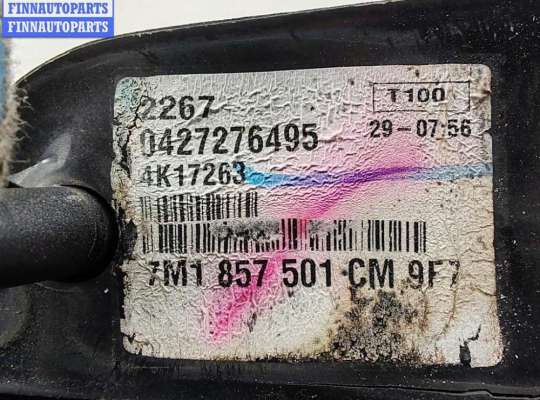 FINNAUTOPARTS
FINNAUTOPARTS
2267
T100
0427276495
29-07:56
4K17263
7M1 857 501 CM 9F7